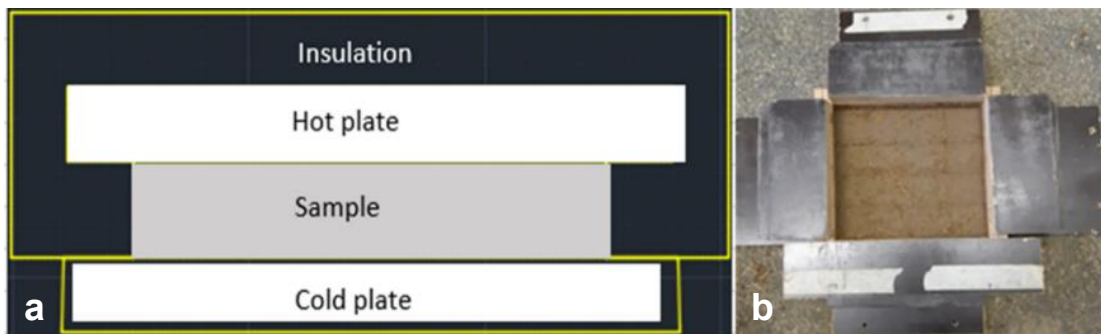 Insulation
Hot plate
Sample
Cold plate
a
b